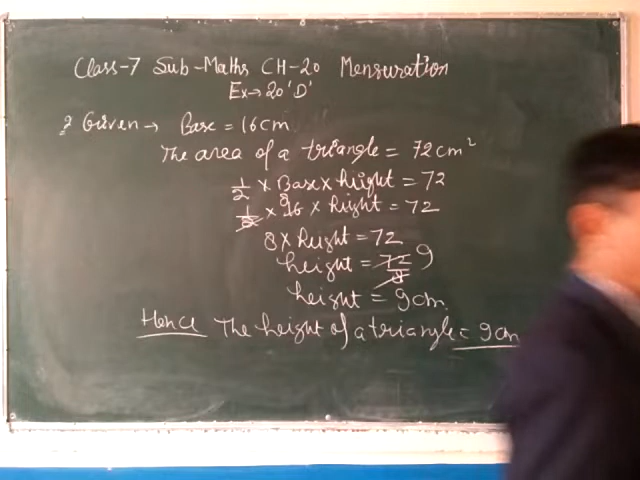 Class-7 Sub-Maths CH-20 Mensuration
Ex→ 20 'D'
2 Given → Base = 16cm
The area of a triangle = 72cm²
1/2 × Base × height = 72
1/2 × 16 × hight = 72
8 × height = 72
height = 72/8 9
height = 9cm.
Hence The height of a triangle = 9cm